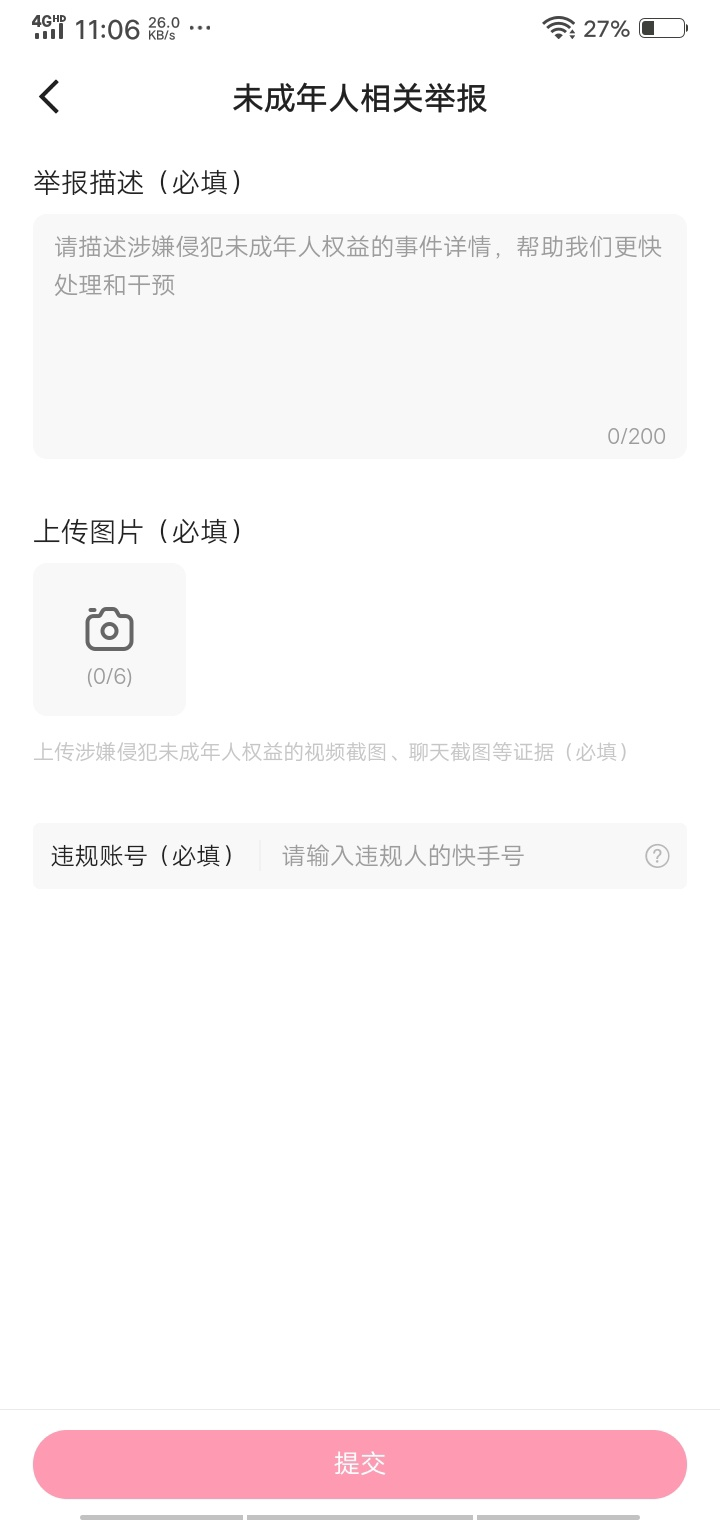 4GHD 11:06 26.0 KB/s ··· 27%
未成年人相关举报
举报描述（必填）
请描述涉嫌侵犯未成年人权益的事件详情，帮助我们更快
处理和干预
0/200
上传图片（必填）
(0/6)
上传涉嫌侵犯未成年人权益的视频截图、聊天截图等证据（必填）
违规账号（必填） 请输入违规人的快手号 ?
提交